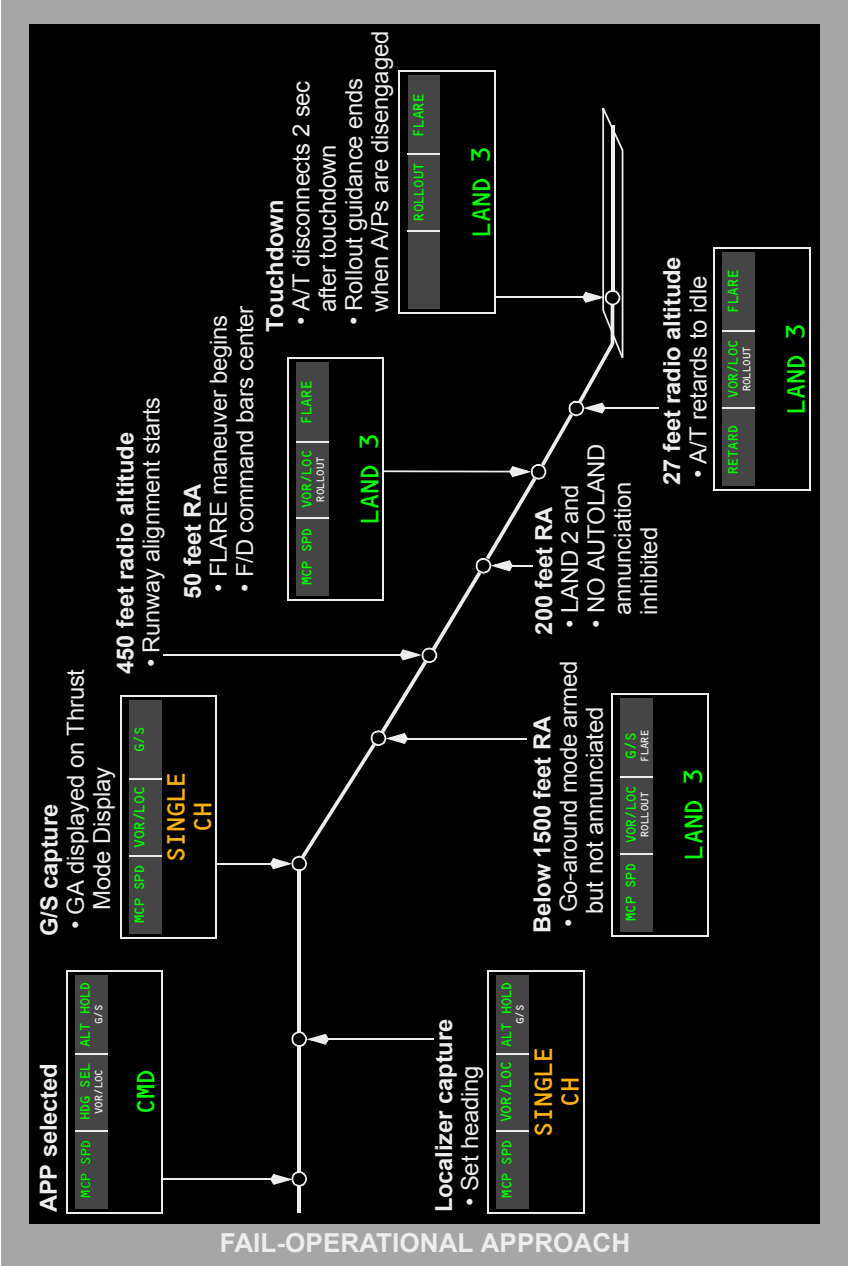 APP selected
MCP SPD HDG SEL ALT HOLD
VOR/LOC G/S
CMD
Localizer capture
• Set heading
MCP SPD VOR/LOC ALT HOLD
G/S
SINGLE
CH
G/S capture
• GA displayed on Thrust
Mode Display
MCP SPD VOR/LOC G/S
SINGLE
CH
Below 1500 feet RA
• Go-around mode armed
but not annunciated
MCP SPD VOR/LOC G/S
ROLLOUT FLARE
LAND 3
450 feet radio altitude
• Runway alignment starts
200 feet RA
• LAND 2 and
• NO AUTOLAND
annunciation
inhibited
50 feet RA
• FLARE maneuver begins
• F/D command bars center
MCP SPD VOR/LOC FLARE
ROLLOUT
LAND 3
27 feet radio altitude
• A/T retards to idle
RETARD VOR/LOC FLARE
ROLLOUT
LAND 3
Touchdown
• A/T disconnects 2 sec
after touchdown
• Rollout guidance ends
when A/Ps are disengaged
ROLLOUT FLARE
LAND 3
FAIL-OPERATIONAL APPROACH